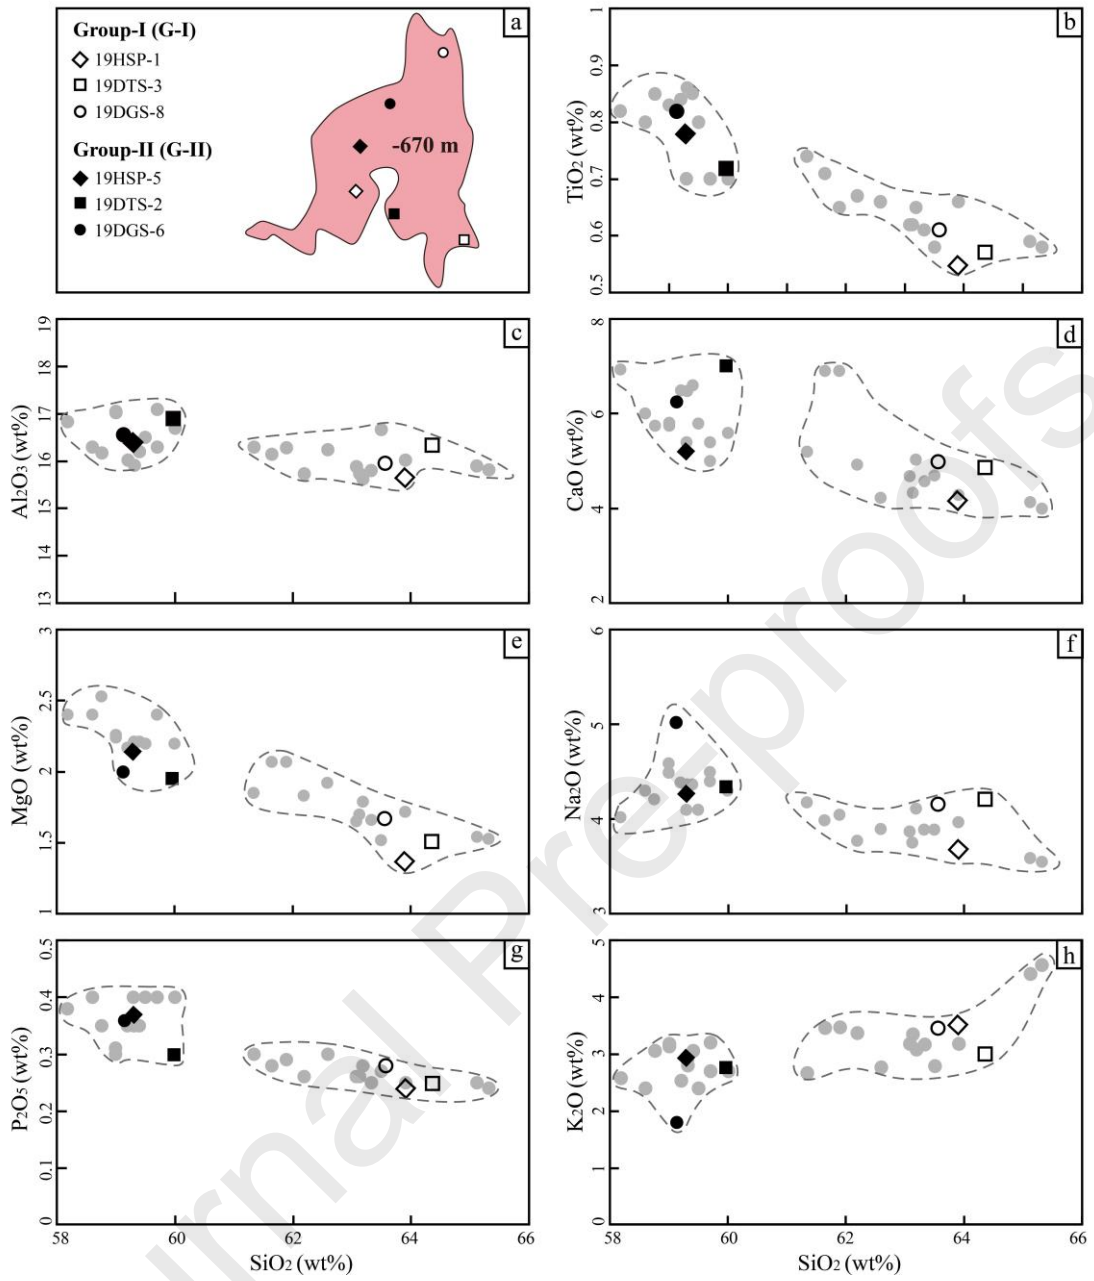 Group-I (G-I)
19HSP-1
19DTS-3
19DGS-8
Group-II (G-II)
19HSP-5
19DTS-2
19DGS-6
-670 m
a
b
TiO2 (wt%)
1
0.9
0.8
0.7
0.6
0.5
c
Al2O3 (wt%)
19
18
17
16
15
14
13
d
CaO (wt%)
8
6
4
2
e
MgO (wt%)
3
2.5
2
1.5
1
f
Na2O (wt%)
6
5
4
3
g
P2O5 (wt%)
0.5
0.4
0.3
0.2
0.1
0
58
60
62
64
SiO2 (wt%)
h
K2O (wt%)
5
4
3
2
1
0
58
60
62
64
66
SiO2 (wt%)
urnal Pre-proofs